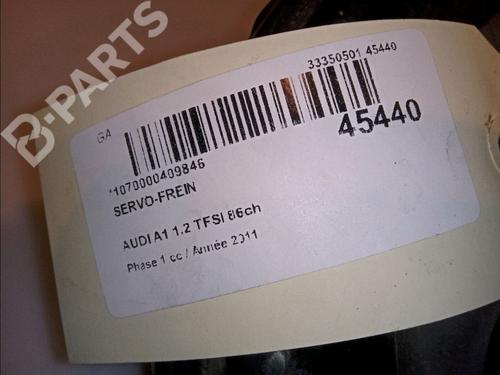 B-PARTS
GA
33350501 45440
*1070000409846
45440
SERVO-FREIN
AUDI A1 1.2 TFSI 86ch
Phase 1 cc / Année 2011